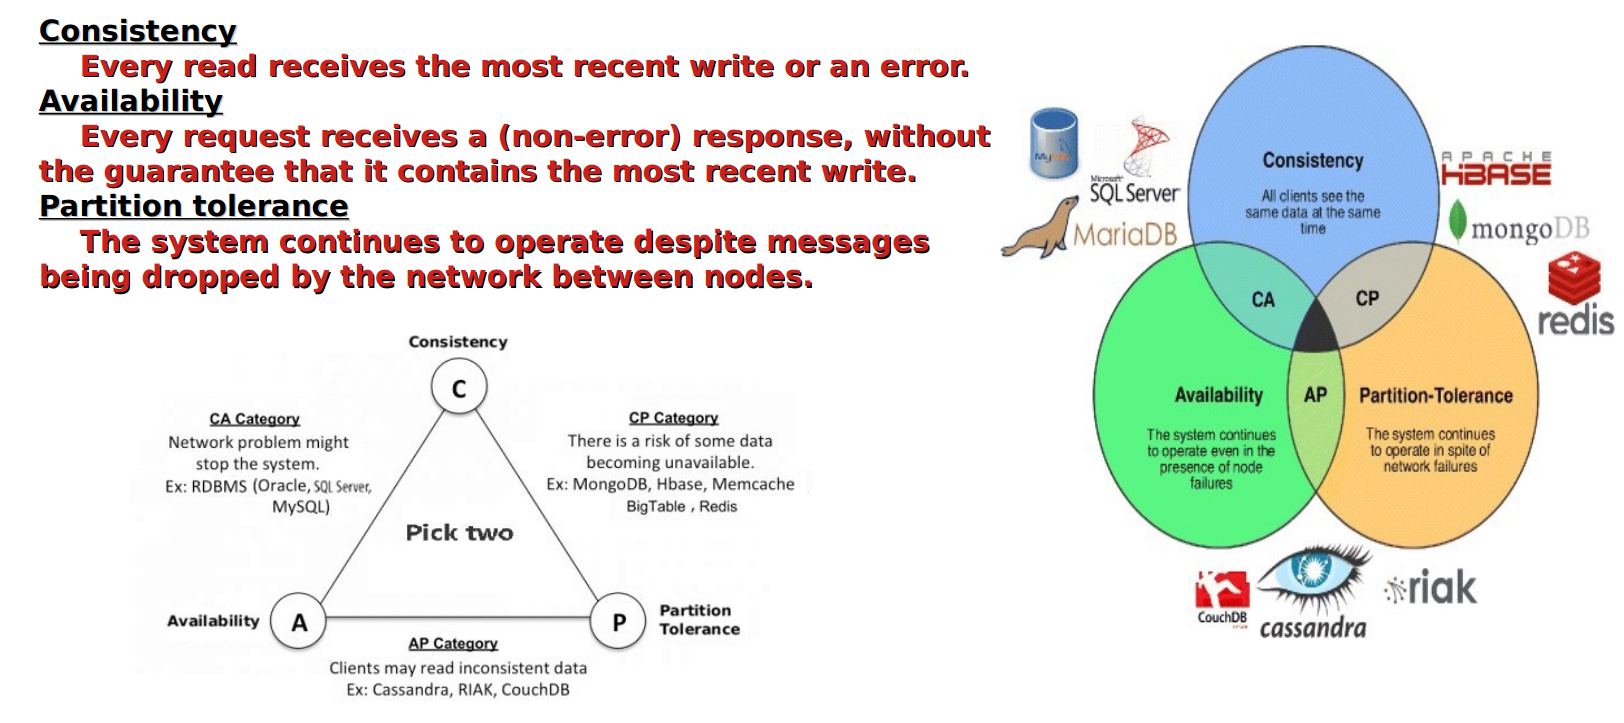 Consistency
Every read receives the most recent write or an error.
Availability
Every request receives a (non-error) response, without
the guarantee that it contains the most recent write.
Partition tolerance
The system continues to operate despite messages
being dropped by the network between nodes.
Consistency
C
CA Category
Network problem might
stop the system.
Ex: RDBMS (Oracle, SQL Server,
MySQL)
CP Category
There is a risk of some data
becoming unavailable.
Ex: MongoDB, Hbase, Memcache
BigTable , Redis
Pick two
Availability
A
P
Partition
Tolerance
AP Category
Clients may read inconsistent data
Ex: Cassandra, RIAK, CouchDB
MySQL
Microsoft
SQL Server
MariaDB
Consistency
All clients see the
same data at the same
time
APACHE
HBASE
mongoDB
redis
CA
CP
Availability
The system continues
to operate even in the
presence of node
failures
AP
Partition-Tolerance
The system continues
to operate in spite of
network failures
CouchDB
cassandra
riak